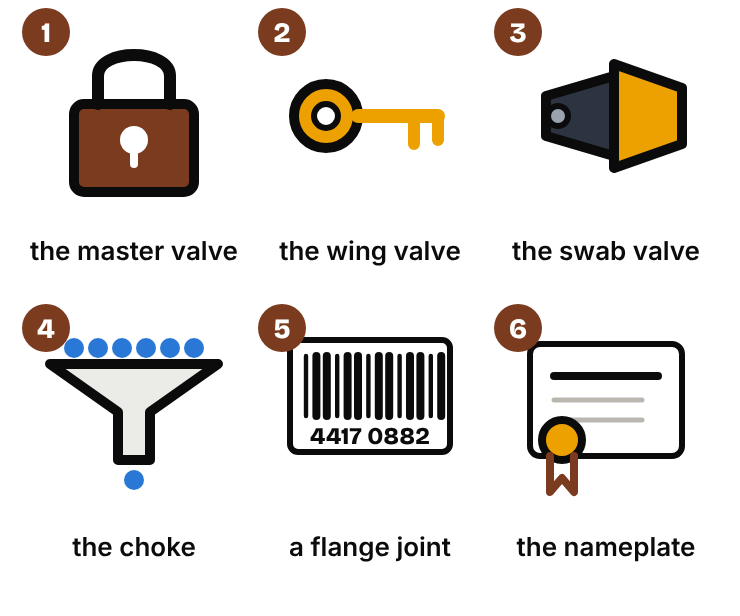 1
2
3
the master valve
the wing valve
the swab valve
4
5
6
4417 0882
the choke
a flange joint
the nameplate